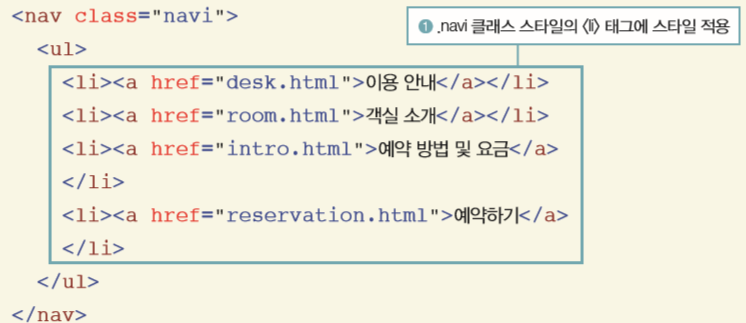 <nav class="navi">
❶ .navi 클래스 스타일의 〈li〉 태그에 스타일 적용
<ul>
<li><a href="desk.html">이용 안내</a></li>
<li><a href="room.html">객실 소개</a></li>
<li><a href="intro.html">예약 방법 및 요금</a>
</li>
<li><a href="reservation.html">예약하기</a>
</li>
</ul>
</nav>